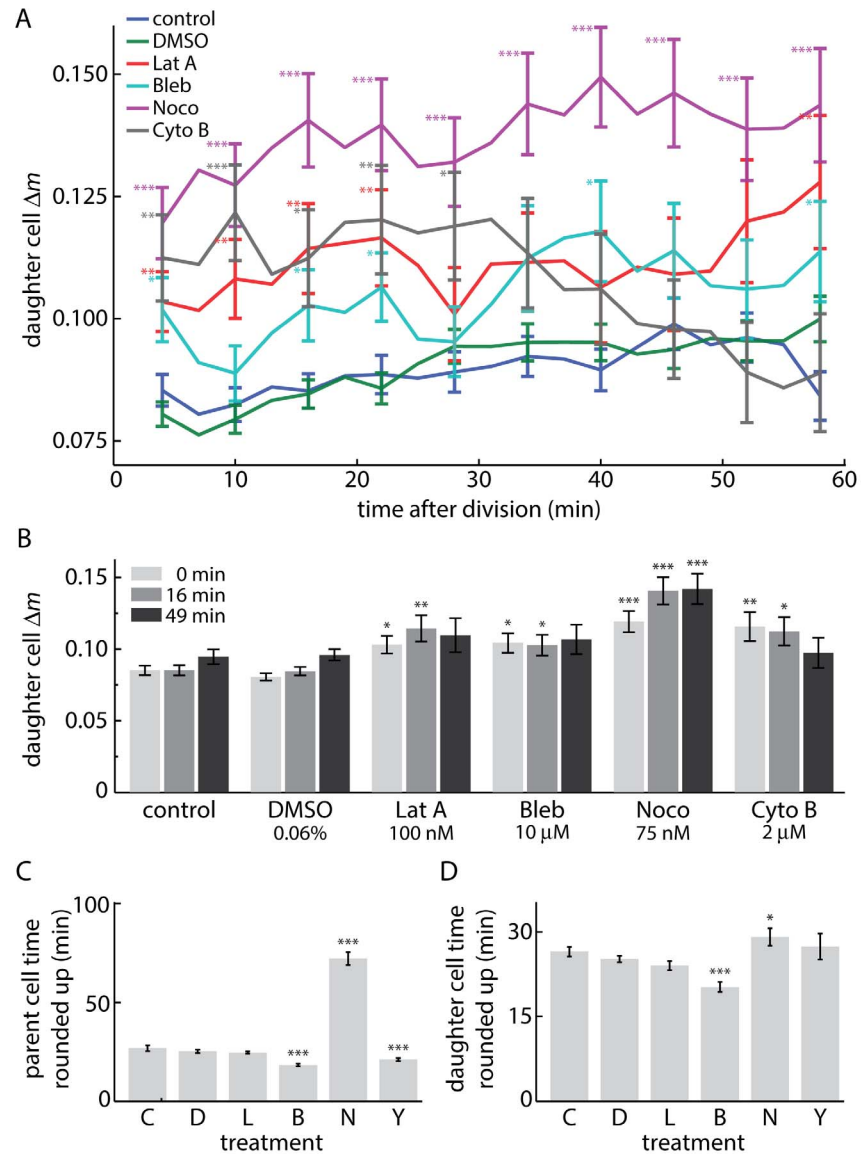 A
control
DMSO
Lat A
Bleb
Noco
Cyto B
0.150
0.125
0.100
0.075
daughter cell Δm
0 10 20 30 40 50 60
time after division (min)
*** *** *** *** *** *** *** *** *** ***
** *** * ** *
** ** ** ** **
* * * * *
B
0 min
16 min
49 min
0.15
0.10
0.05
0
daughter cell Δm
* ** * * *** *** *** ** *
control DMSO Lat A Bleb Noco Cyto B
0.06% 100 nM 10 μM 75 nM 2 μM
C
100
50
0
parent cell time
rounded up (min)
*** *** ***
C D L B N Y
treatment
D
30
15
0
daughter cell time
rounded up (min)
*** *
C D L B N Y
treatment